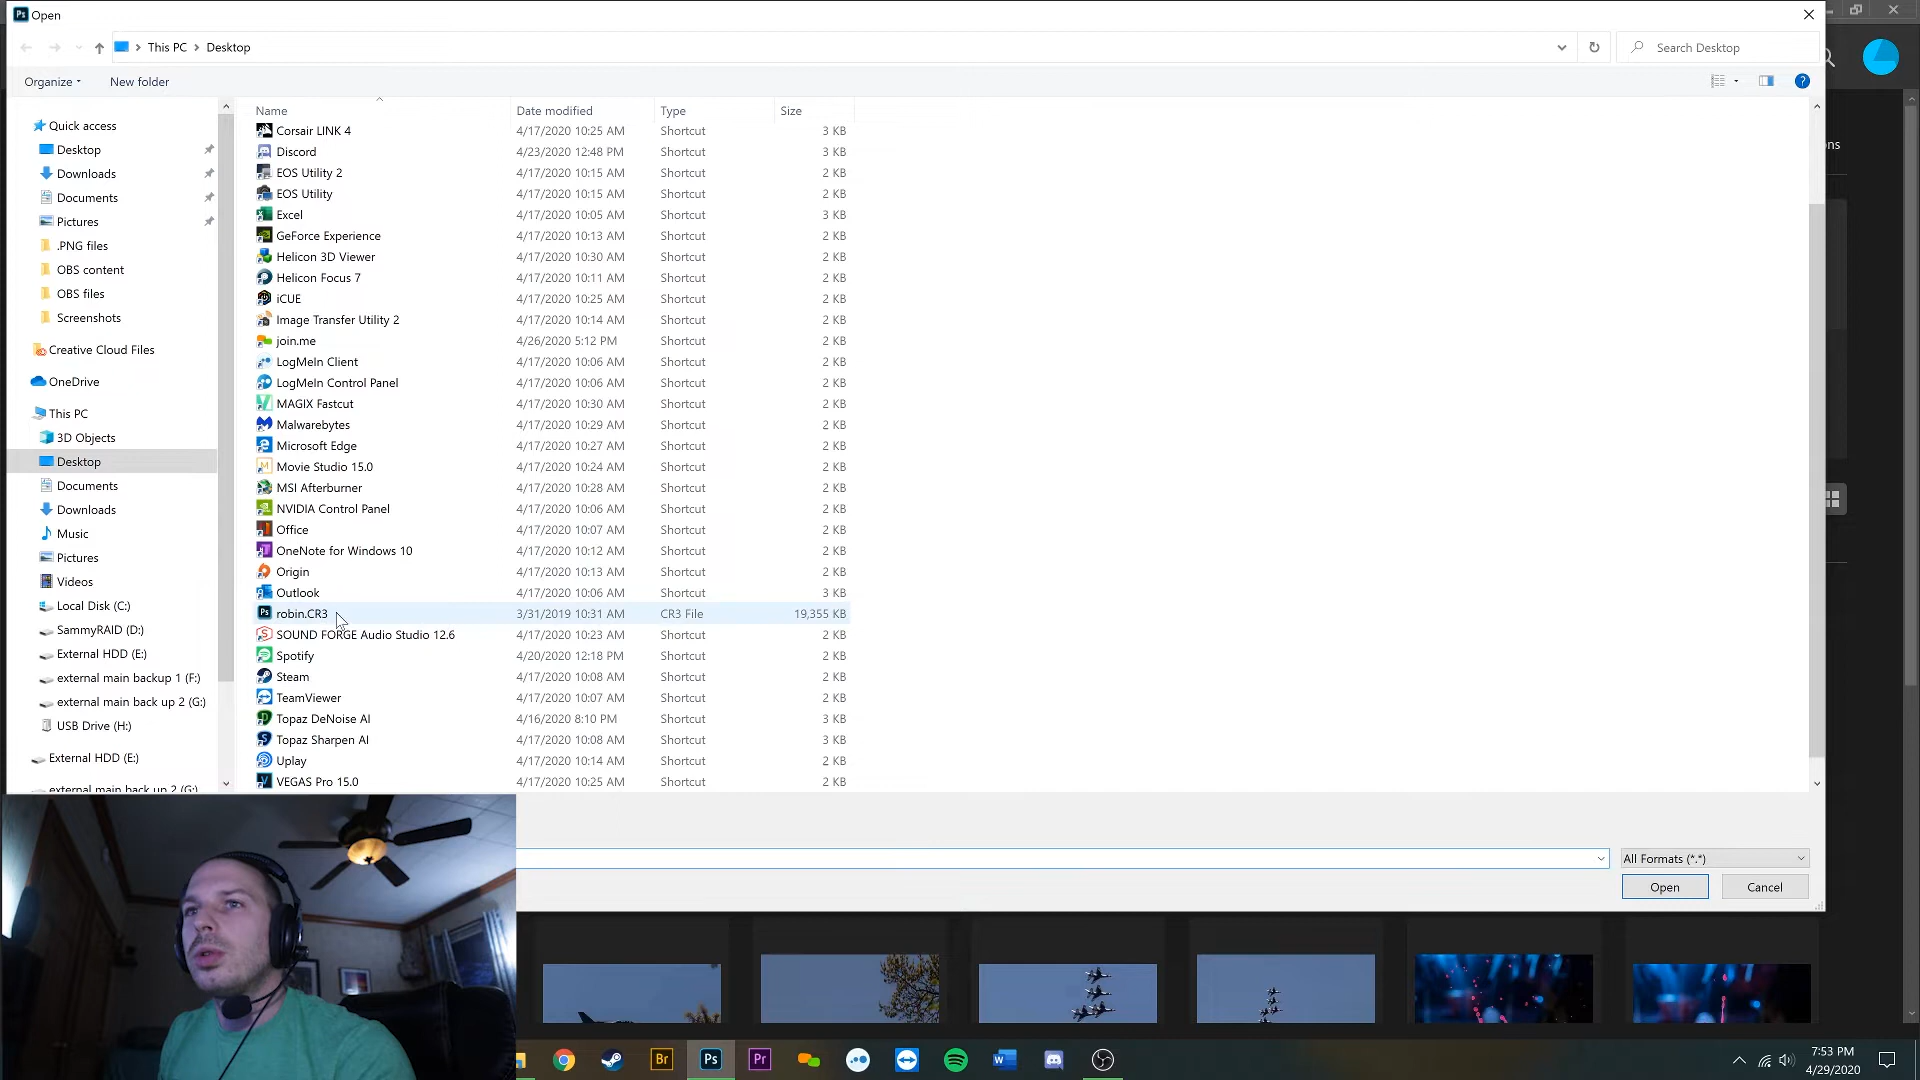 Ps Open
This PC > Desktop
Search Desktop
Organize
New folder
?
ons
Name Date modified Type Size
Quick access
Desktop
Downloads
Documents
Pictures
.PNG files
OBS content
OBS files
Screenshots
Creative Cloud Files
OneDrive
This PC
3D Objects
Desktop
Documents
Downloads
Music
Pictures
Videos
Local Disk (C:)
SammyRAID (D:)
External HDD (E:)
external main backup 1 (F:)
external main back up 2 (G:)
USB Drive (H:)
External HDD (E:)
external main back up 2 (G:)
Corsair LINK 4 4/17/2020 10:25 AM Shortcut 3 KB
Discord 4/23/2020 12:48 PM Shortcut 3 KB
EOS Utility 2 4/17/2020 10:15 AM Shortcut 2 KB
EOS Utility 4/17/2020 10:15 AM Shortcut 2 KB
Excel 4/17/2020 10:05 AM Shortcut 3 KB
GeForce Experience 4/17/2020 10:13 AM Shortcut 2 KB
Helicon 3D Viewer 4/17/2020 10:30 AM Shortcut 2 KB
Helicon Focus 7 4/17/2020 10:11 AM Shortcut 2 KB
iCUE 4/17/2020 10:25 AM Shortcut 2 KB
Image Transfer Utility 2 4/17/2020 10:14 AM Shortcut 2 KB
join.me 4/26/2020 5:12 PM Shortcut 2 KB
LogMeIn Client 4/17/2020 10:06 AM Shortcut 2 KB
LogMeIn Control Panel 4/17/2020 10:06 AM Shortcut 2 KB
MAGIX Fastcut 4/17/2020 10:30 AM Shortcut 2 KB
Malwarebytes 4/17/2020 10:29 AM Shortcut 2 KB
Microsoft Edge 4/17/2020 10:27 AM Shortcut 2 KB
Movie Studio 15.0 4/17/2020 10:24 AM Shortcut 2 KB
MSI Afterburner 4/17/2020 10:28 AM Shortcut 2 KB
NVIDIA Control Panel 4/17/2020 10:06 AM Shortcut 2 KB
Office 4/17/2020 10:07 AM Shortcut 2 KB
OneNote for Windows 10 4/17/2020 10:12 AM Shortcut 2 KB
Origin 4/17/2020 10:13 AM Shortcut 2 KB
Outlook 4/17/2020 10:06 AM Shortcut 3 KB
Ps robin.CR3 3/31/2019 10:31 AM CR3 File 19,355 KB
SOUND FORGE Audio Studio 12.6 4/17/2020 10:23 AM Shortcut 2 KB
Spotify 4/20/2020 12:18 PM Shortcut 2 KB
Steam 4/17/2020 10:08 AM Shortcut 2 KB
TeamViewer 4/17/2020 10:07 AM Shortcut 2 KB
Topaz DeNoise AI 4/16/2020 8:10 PM Shortcut 3 KB
Topaz Sharpen AI 4/17/2020 10:08 AM Shortcut 3 KB
Uplay 4/17/2020 10:14 AM Shortcut 2 KB
VEGAS Pro 15.0 4/17/2020 10:25 AM Shortcut 2 KB
All Formats (*.*)
Open Cancel
Br Ps Pr W
7:53 PM
4/29/2020